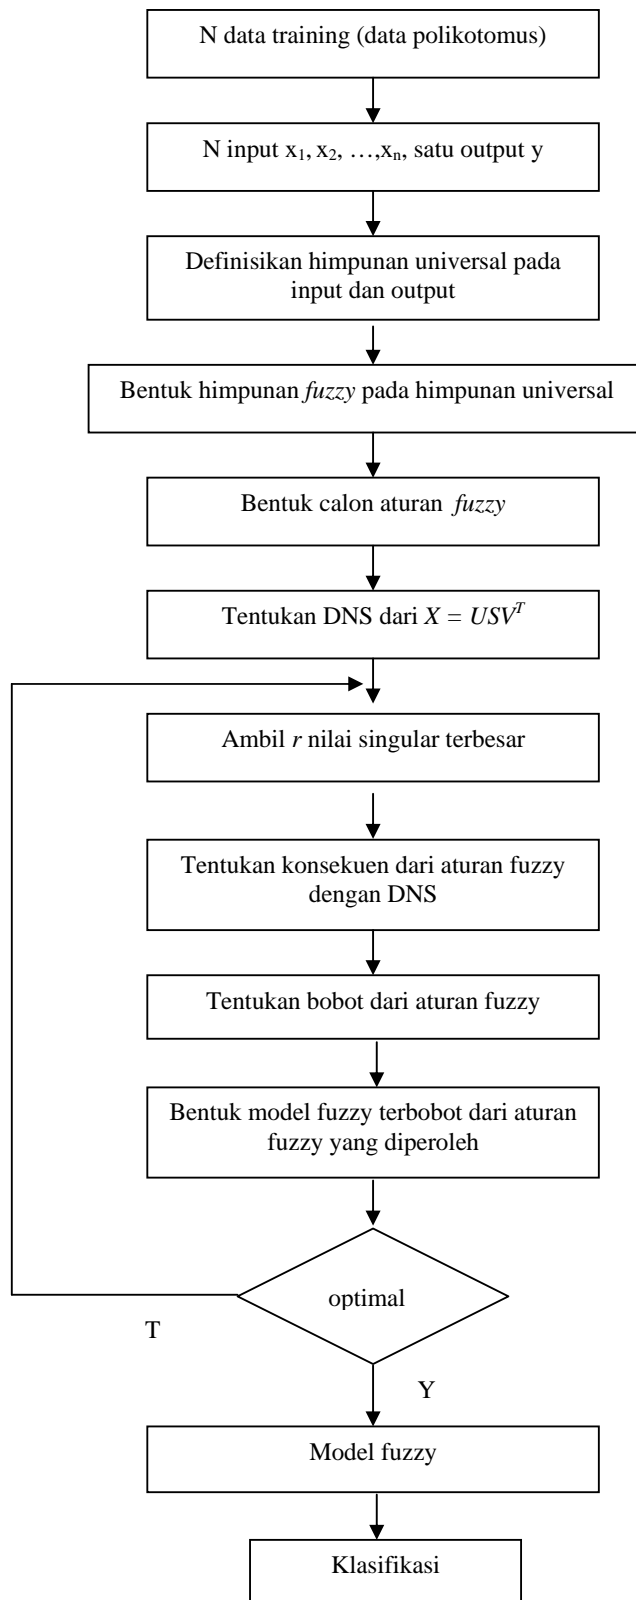 N data training (data polikotomus)
N input x₁, x₂, …,xₙ, satu output y
Definisikan himpunan universal pada
input dan output
Bentuk himpunan fuzzy pada himpunan universal
Bentuk calon aturan fuzzy
Tentukan DNS dari X = USVᵀ
Ambil r nilai singular terbesar
Tentukan konsekuen dari aturan fuzzy
dengan DNS
Tentukan bobot dari aturan fuzzy
Bentuk model fuzzy terbobot dari aturan
fuzzy yang diperoleh
optimal
T
Y
Model fuzzy
Klasifikasi